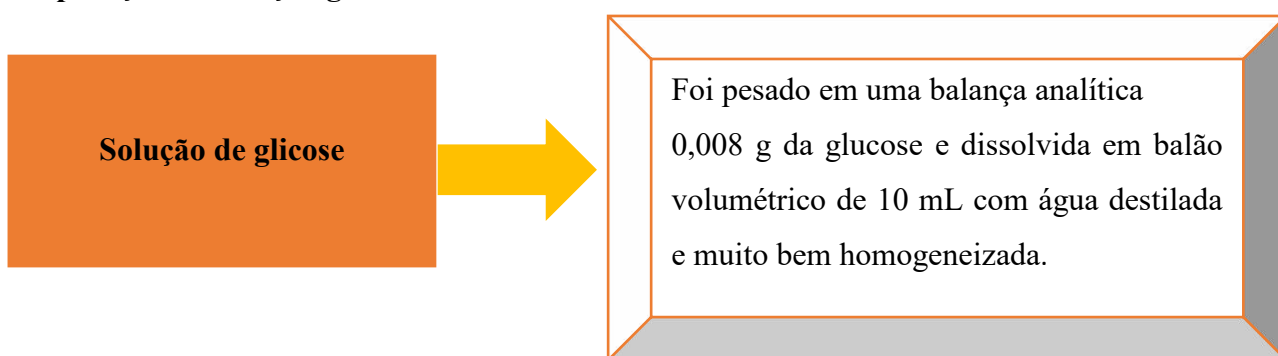 Solução de glicose
Foi pesado em uma balança analítica
0,008 g da glucose e dissolvida em balão
volumétrico de 10 mL com água destilada
e muito bem homogeneizada.